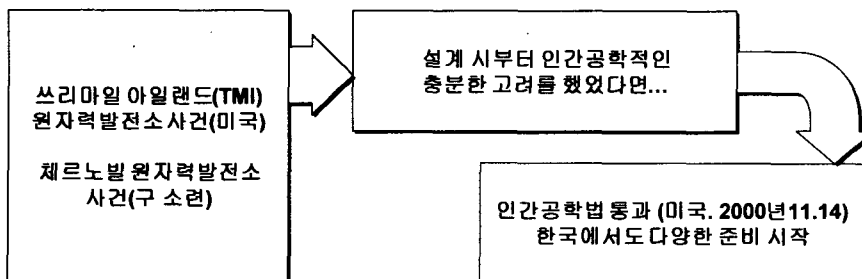 쓰리마일 아일랜드(TMI)
원자력발전소사건(미국)
체르노빌 원자력발전소
사건(구 소련)
설계 시부터 인간공학적인
충분한 고려를 했었다면...
인간공학법 통과 (미국. 2000년11.14)
한국에서도 다양한 준비 시작